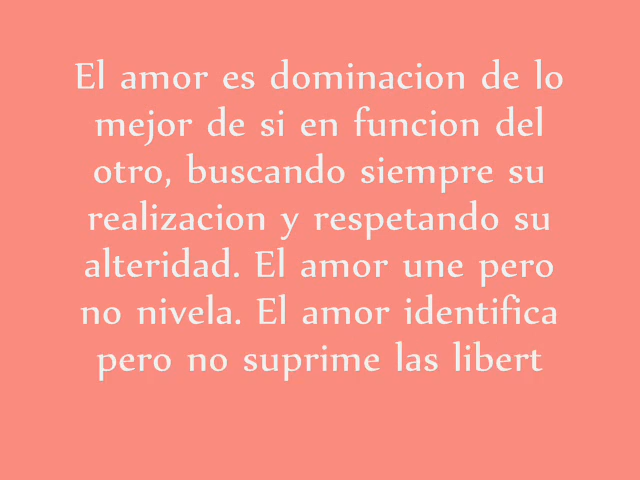 El amor es dominacion de lo
mejor de si en funcion del
otro, buscando siempre su
realizacion y respetando su
alteridad. El amor une pero
no nivela. El amor identifica
pero no suprime las libert